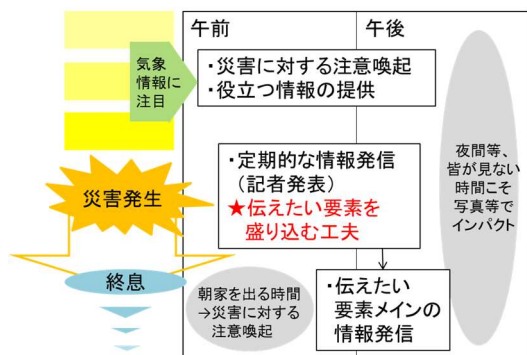 午前
午後
気象
情報に
注目
・災害に対する注意喚起
・役立つ情報の提供
災害発生
・定期的な情報発信
（記者発表）
★伝えたい要素を
盛り込む工夫
夜間等、
皆が見ない
時間こそ
写真等で
インパクト
終息
朝家を出る時間
→災害に対する
注意喚起
・伝えたい
要素メインの
情報発信